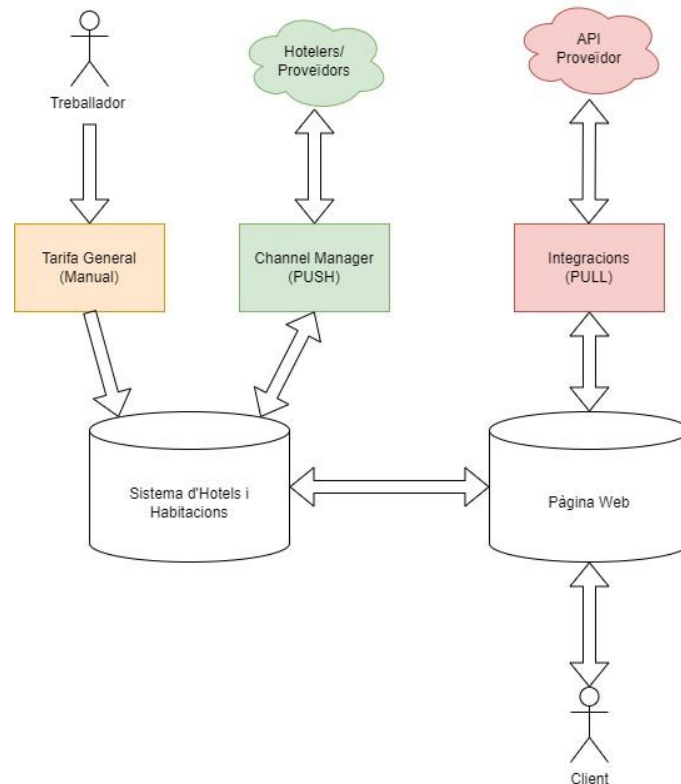 Hotelers/
Proveïdors
API
Proveïdor
Treballador
Tarifa General
(Manual)
Channel Manager
(PUSH)
Integracions
(PULL)
Sistema d'Hotels i
Habitacions
Pàgina Web
Client